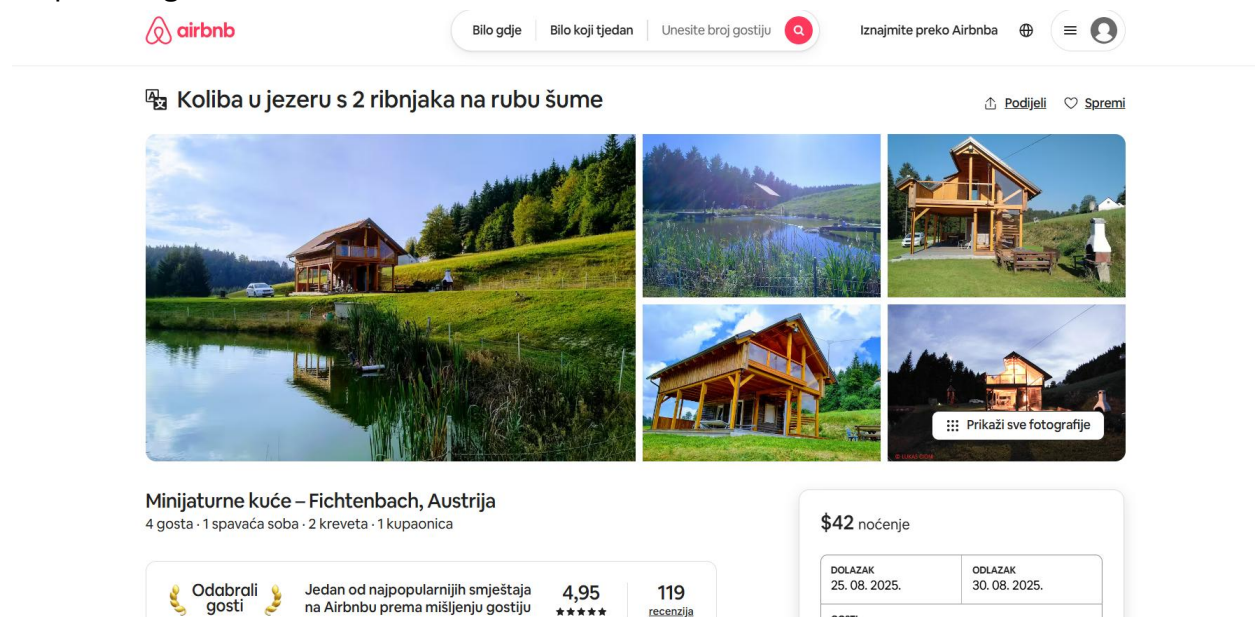 airbnb
Bilo gdje
Bilo koji tjedan
Unesite broj gostiju
Iznajmite preko Airbnba
Koliba u jezeru s 2 ribnjaka na rubu šume
Podijeli
Spremi
Prikaži sve fotografije
Minijaturne kuće – Fichtenbach, Austrija
4 gosta · 1 spavaća soba · 2 kreveta · 1 kupaonica
$42 noćenje
DOLAZAK
25. 08. 2025.
ODLAZAK
30. 08. 2025.
Odabrali
gosti
Jedan od najpopularnijih smještaja
na Airbnbu prema mišljenju gostiju
4,95
119
recenzija